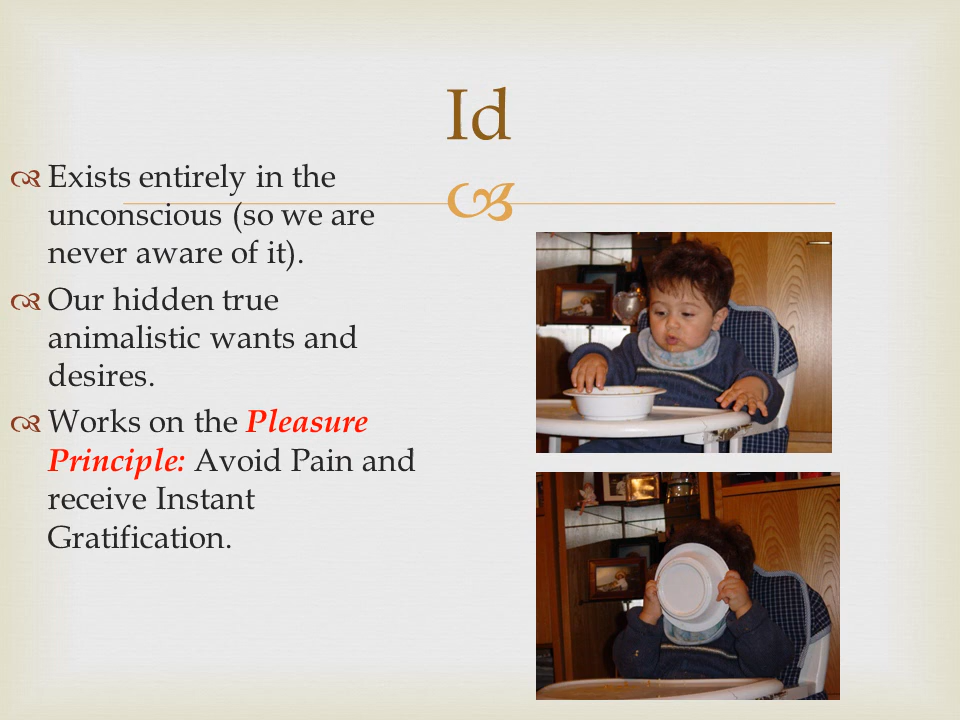 Id
Exists entirely in the
unconscious (so we are
never aware of it).
Our hidden true
animalistic wants and
desires.
Works on the Pleasure
Principle: Avoid Pain and
receive Instant
Gratification.